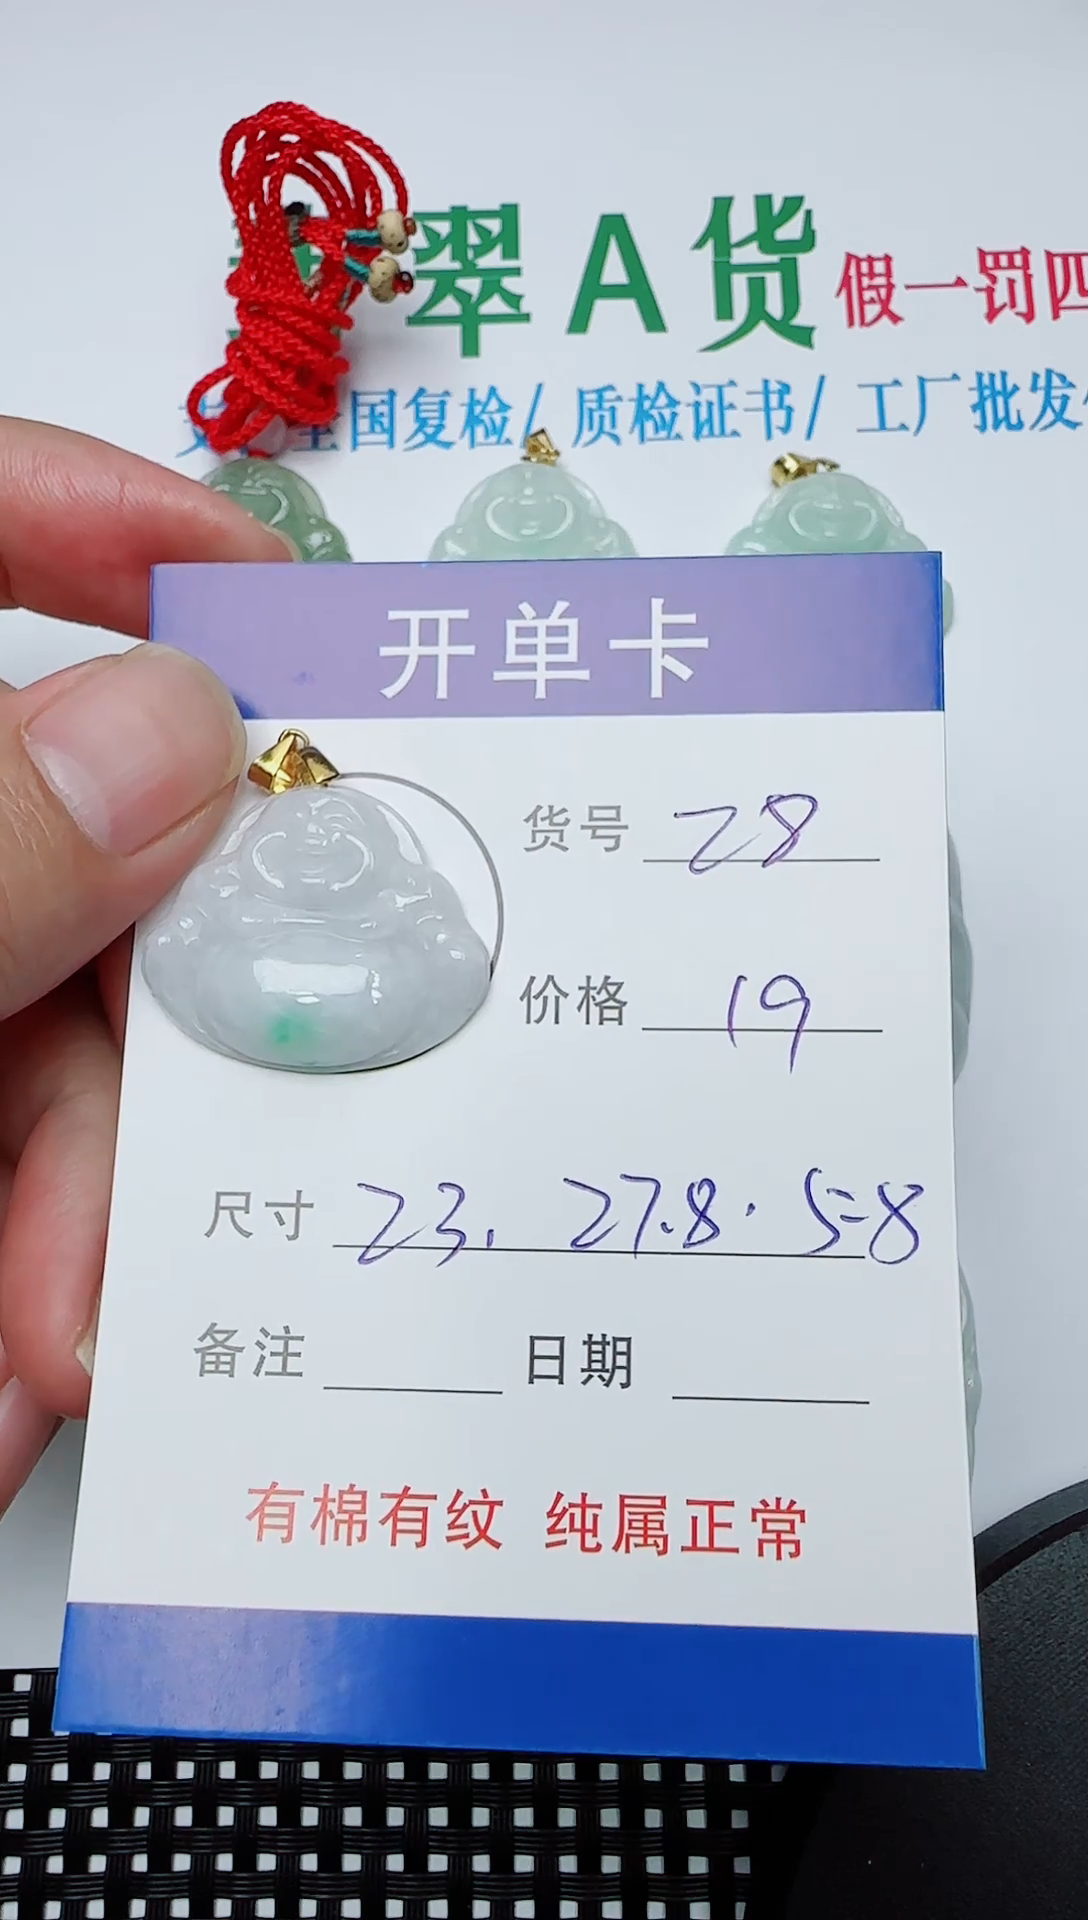 翠A货 假一罚四
全国复检/ 质检证书/ 工厂批发
开单卡
货号 28
价格 19
尺寸 23. 27.8. 5=8
备注 日期
有棉有纹 纯属正常